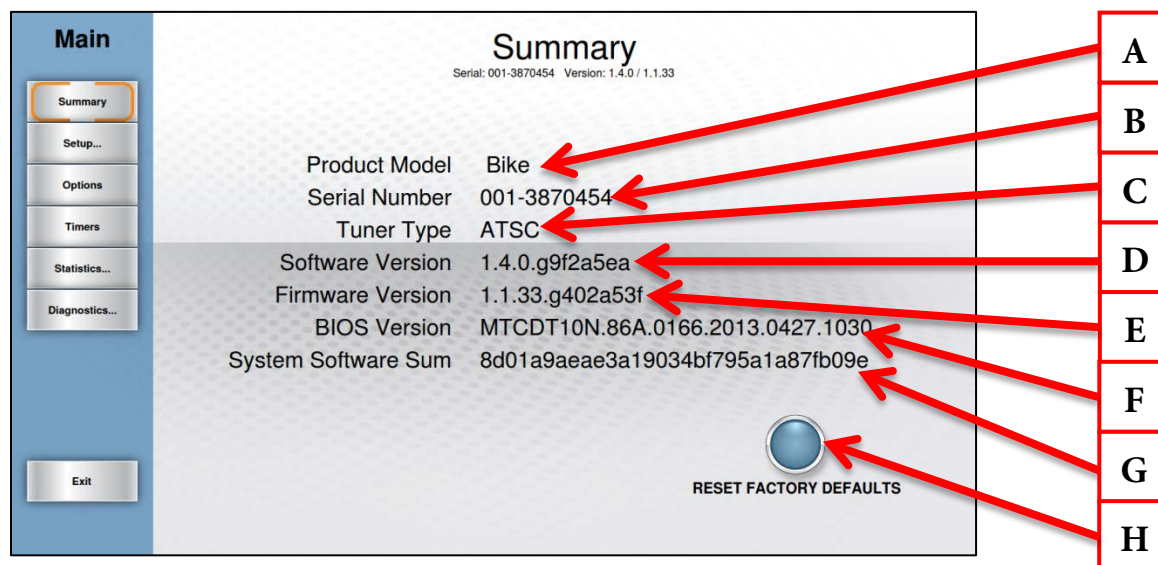 Main
Summary
Setup...
Options
Timers
Statistics...
Diagnostics...
Exit
Summary
Serial: 001-3870454 Version: 1.4.0 / 1.1.33
Product Model Bike
Serial Number 001-3870454
Tuner Type ATSC
Software Version 1.4.0.g9f2a5ea
Firmware Version 1.1.33.g402a53f
BIOS Version MTCDT10N.86A.0166.2013.0427.1030
System Software Sum 8d01a9aeae3a19034bf795a1a87fb09e
RESET FACTORY DEFAULTS
A
B
C
D
E
F
G
H